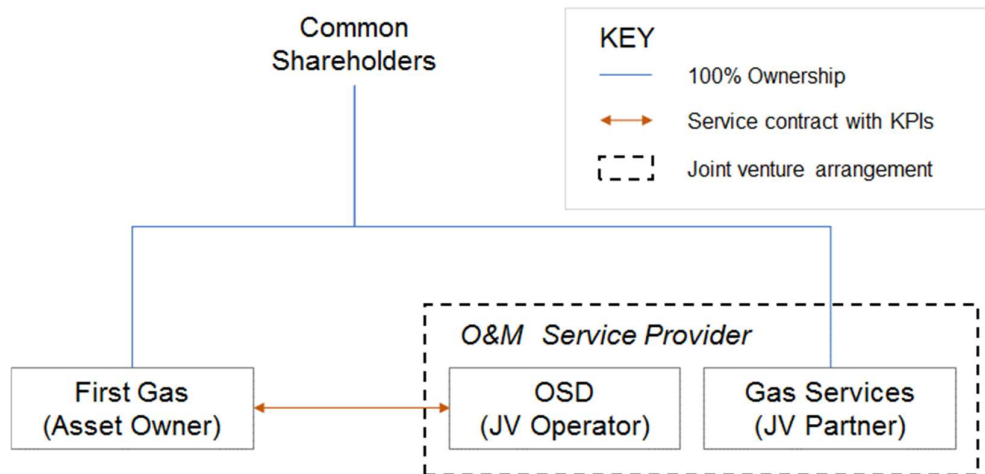 Common
Shareholders
KEY
100% Ownership
Service contract with KPIs
Joint venture arrangement
O&M Service Provider
First Gas
(Asset Owner)
OSD
(JV Operator)
Gas Services
(JV Partner)